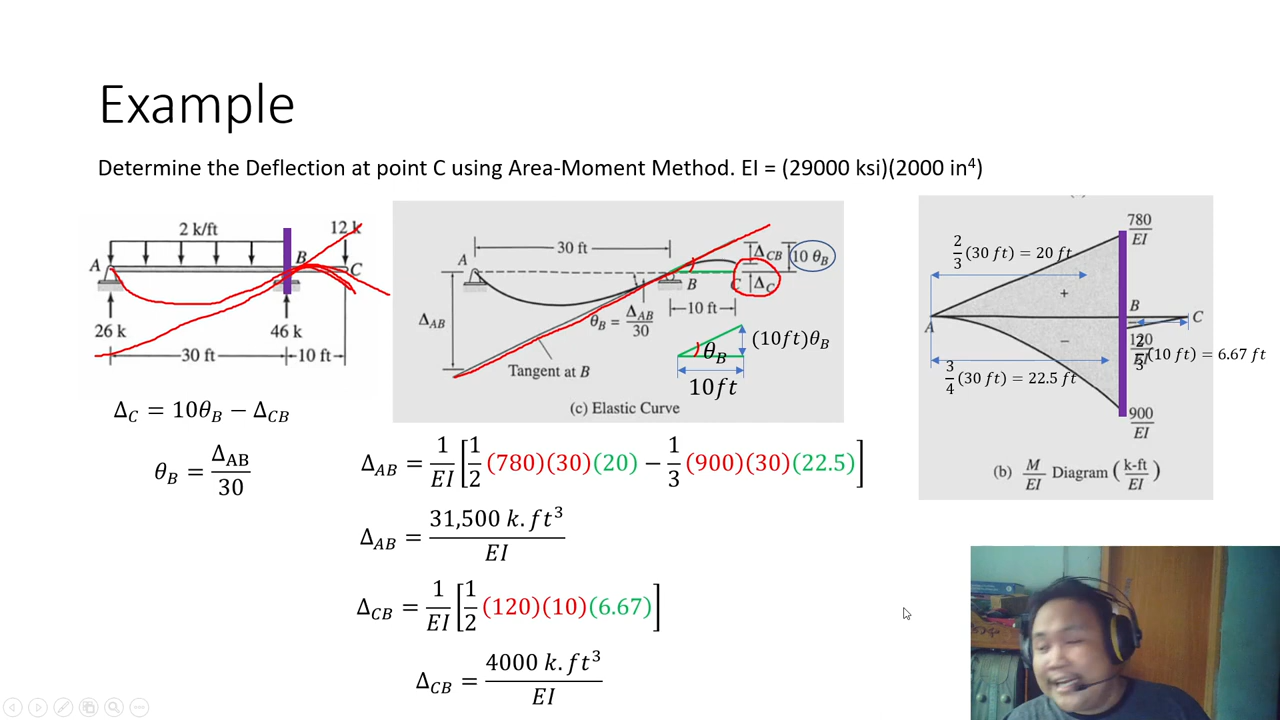 Example
Determine the Deflection at point C using Area-Moment Method. EI = (29000 ksi)(2000 in⁴)
2 k/ft
12 k
A
B
C
26 k
46 k
30 ft
10 ft
30 ft
Δ_CB
10 θ_B
A
B
C
Δ_C
Δ_AB
θ_B = Δ_AB/30
10 ft
Tangent at B
θ_B
(10ft)θ_B
10ft
(c) Elastic Curve
780/EI
2/3 (30 ft) = 20 ft
+
A
B
C
−
−
120/EI
2/3 (10 ft) = 6.67 ft
3/4 (30 ft) = 22.5 ft
900/EI
(b) M/EI Diagram (k-ft/EI)
Δ_C = 10θ_B − Δ_CB
θ_B = Δ_AB/30
Δ_AB = 1/EI [1/2 (780)(30)(20) − 1/3 (900)(30)(22.5)]
Δ_AB = 31,500 k.ft³/EI
Δ_CB = 1/EI [1/2 (120)(10)(6.67)]
Δ_CB = 4000 k.ft³/EI